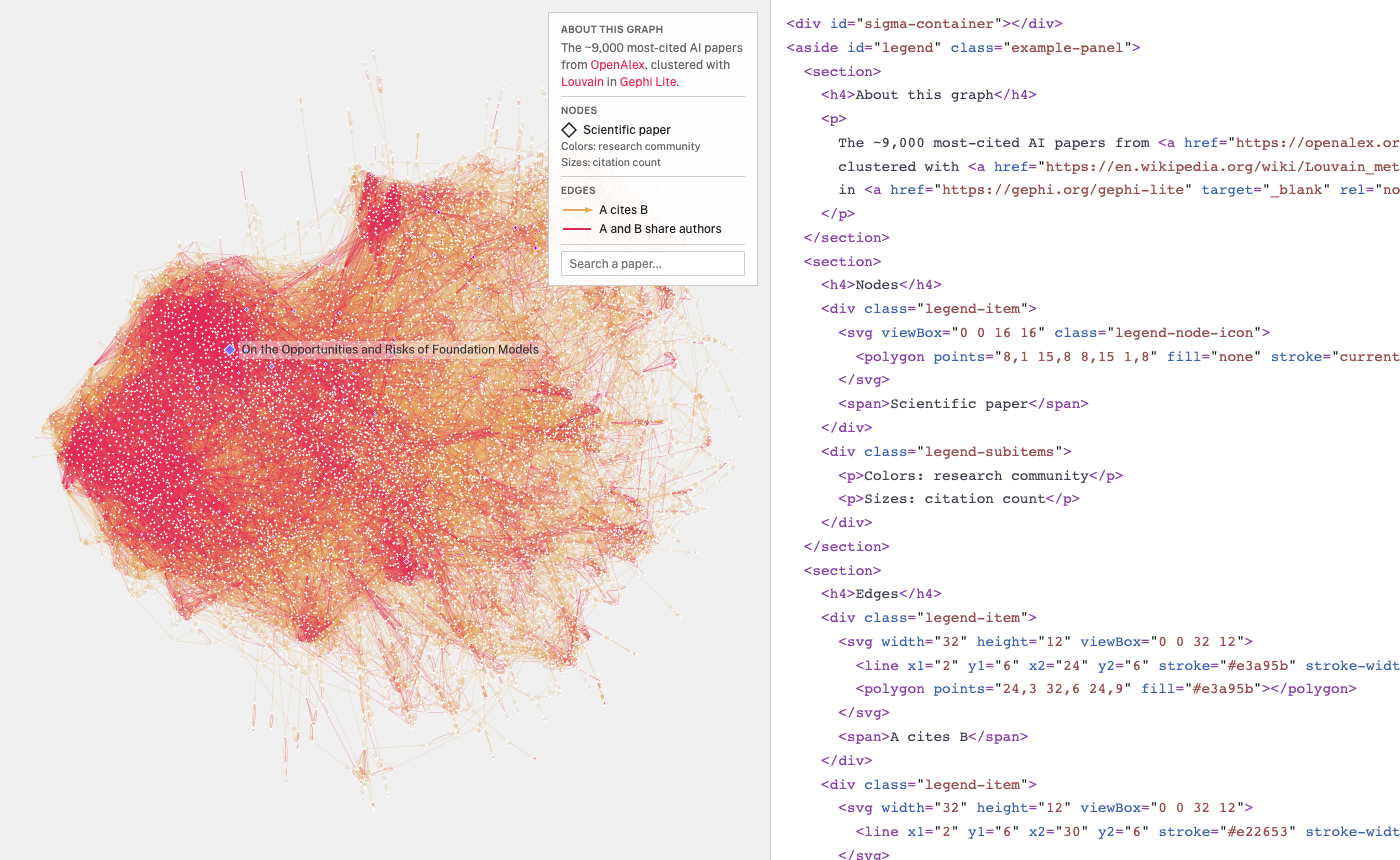 ABOUT THIS GRAPH
The ~9,000 most-cited AI papers
from OpenAlex, clustered with
Louvain in Gephi Lite.
NODES
Scientific paper
Colors: research community
Sizes: citation count
EDGES
A cites B
A and B share authors
Search a paper...
On the Opportunities and Risks of Foundation Models
<div id="sigma-container"></div>
<aside id="legend" class="example-panel">
<section>
<h4>About this graph</h4>
<p>
The ~9,000 most-cited AI papers from <a href="https://openalex.or
clustered with <a href="https://en.wikipedia.org/wiki/Louvain_met
in <a href="https://gephi.org/gephi-lite" target="_blank" rel="no
</p>
</section>
<section>
<h4>Nodes</h4>
<div class="legend-item">
<svg viewBox="0 0 16 16" class="legend-node-icon">
<polygon points="8,1 15,8 8,15 1,8" fill="none" stroke="current
</svg>
<span>Scientific paper</span>
</div>
<div class="legend-subitems">
<p>Colors: research community</p>
<p>Sizes: citation count</p>
</div>
</section>
<section>
<h4>Edges</h4>
<div class="legend-item">
<svg width="32" height="12" viewBox="0 0 32 12">
<line x1="2" y1="6" x2="24" y2="6" stroke="#e3a95b" stroke-widt
<polygon points="24,3 32,6 24,9" fill="#e3a95b"></polygon>
</svg>
<span>A cites B</span>
</div>
<div class="legend-item">
<svg width="32" height="12" viewBox="0 0 32 12">
<line x1="2" y1="6" x2="30" y2="6" stroke="#e22653" stroke-widt
</svg>